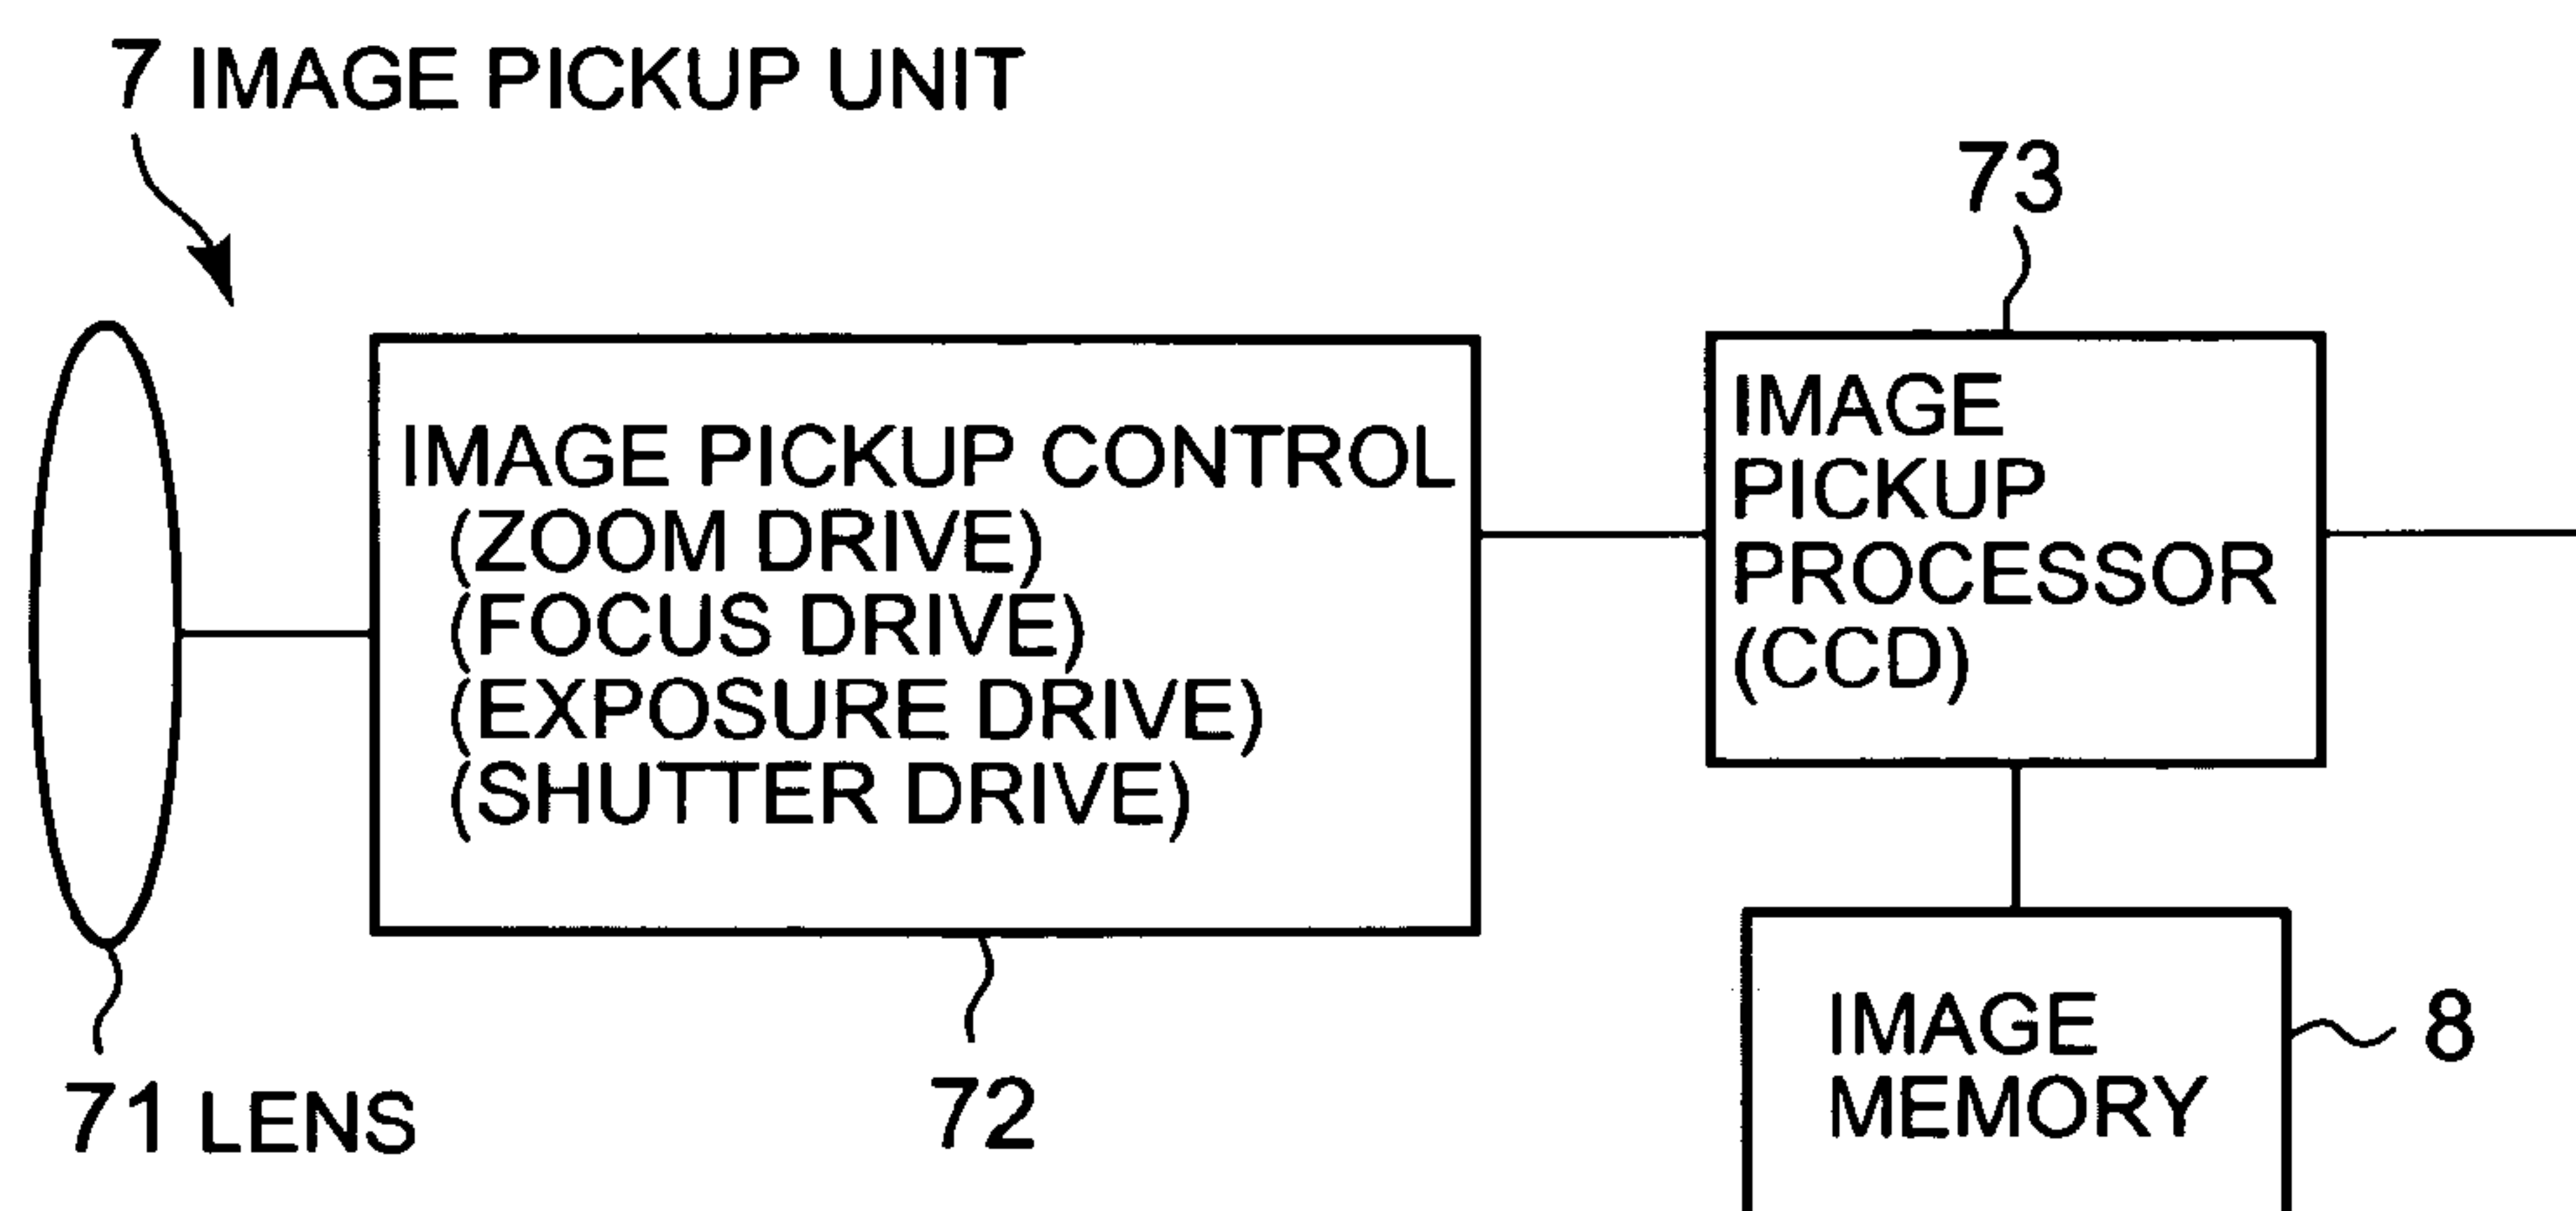 7 IMAGE PICKUP UNIT
73
IMAGE PICKUP CONTROL
(ZOOM DRIVE)
(FOCUS DRIVE)
(EXPOSURE DRIVE)
(SHUTTER DRIVE)
IMAGE
PICKUP
PROCESSOR
(CCD)
71 LENS
72
IMAGE
MEMORY
8